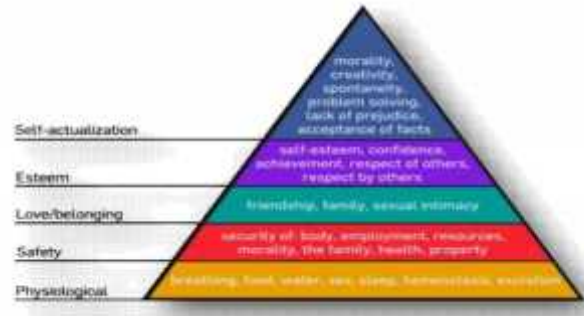 morality,
creativity,
spontaneity,
problem solving,
lack of prejudice,
acceptance of facts
Self-actualization
self-esteem, confidence,
achievement, respect of others,
respect by others
Esteem
friendship, family, sexual intimacy
Love/belonging
security of: body, employment, resources,
morality, the family, health, property
Safety
breathing, food, water, sex, sleep, homeostasis, excretion
Physiological